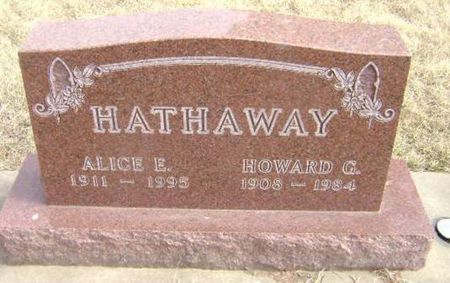 HATHAWAY
ALICE E. HOWARD G.
1911 – 1995 1908 – 1984